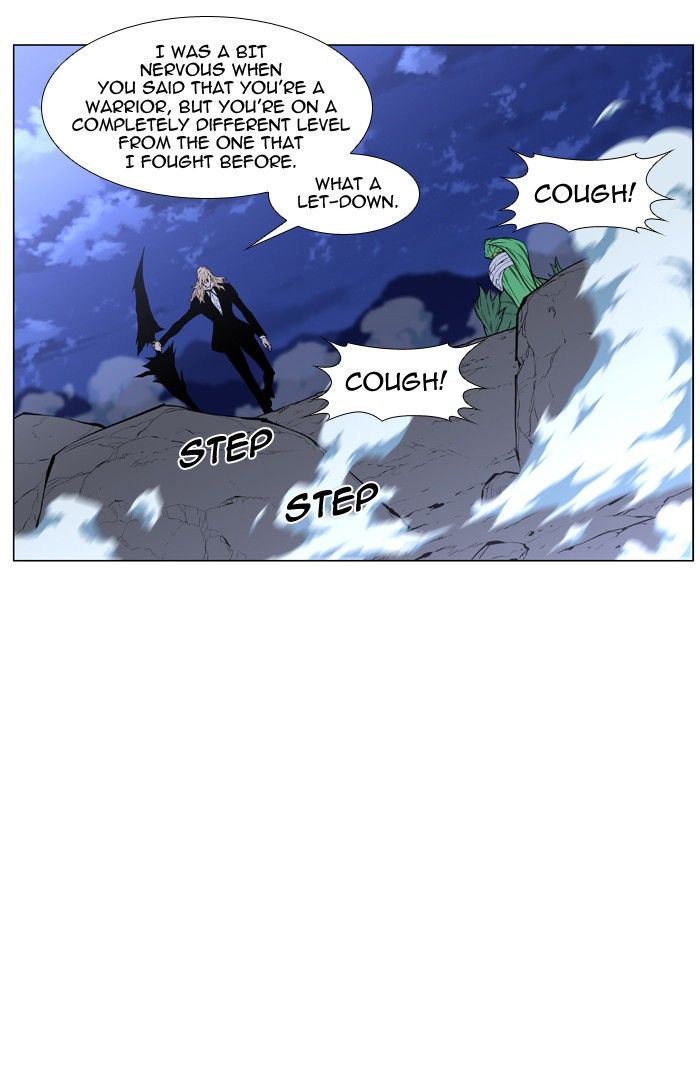 I WAS A BIT
NERVOUS WHEN
YOU SAID THAT YOU'RE A
WARRIOR, BUT YOU'RE ON A
COMPLETELY DIFFERENT LEVEL
FROM THE ONE THAT
I FOUGHT BEFORE.
WHAT A
LET-DOWN.
COUGH!
COUGH!
STEP
STEP